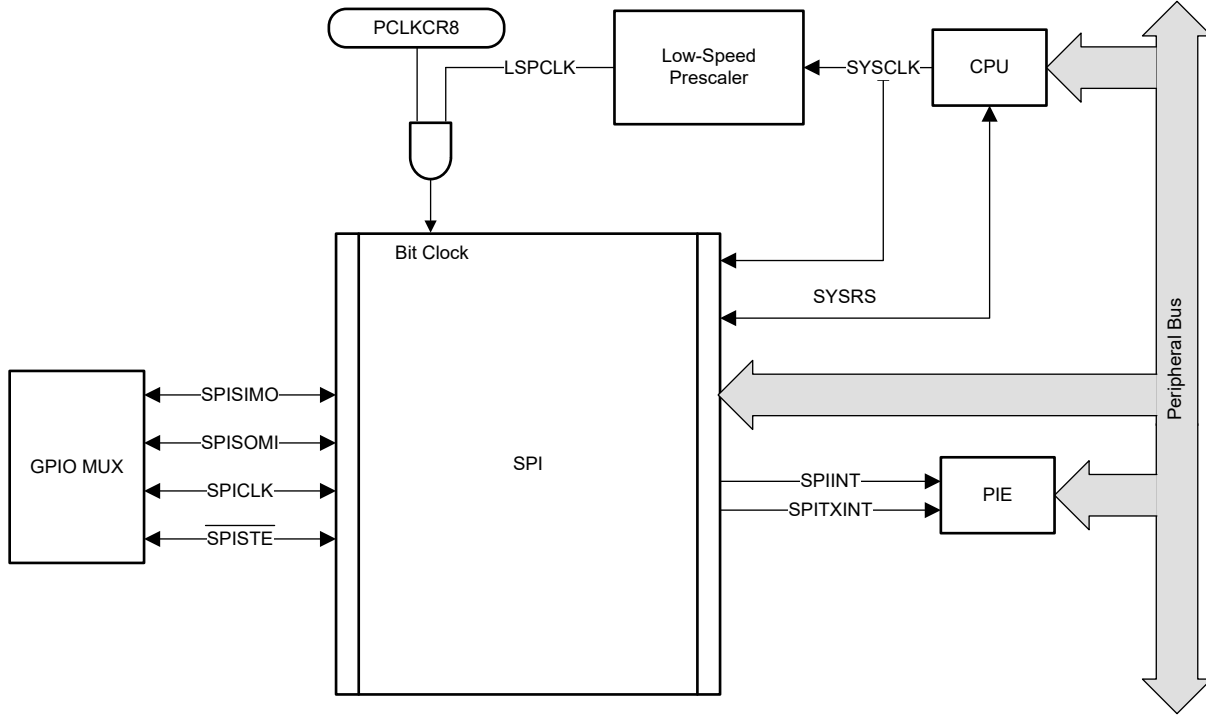 PCLKCR8
LSPCLK
Low-Speed
Prescaler
SYSCLK
CPU
Bit Clock
SYSRS
Peripheral Bus
SPISIMO
SPISOMI
GPIO MUX
SPI
SPICLK
SPISTE
SPIINT
SPITXINT
PIE